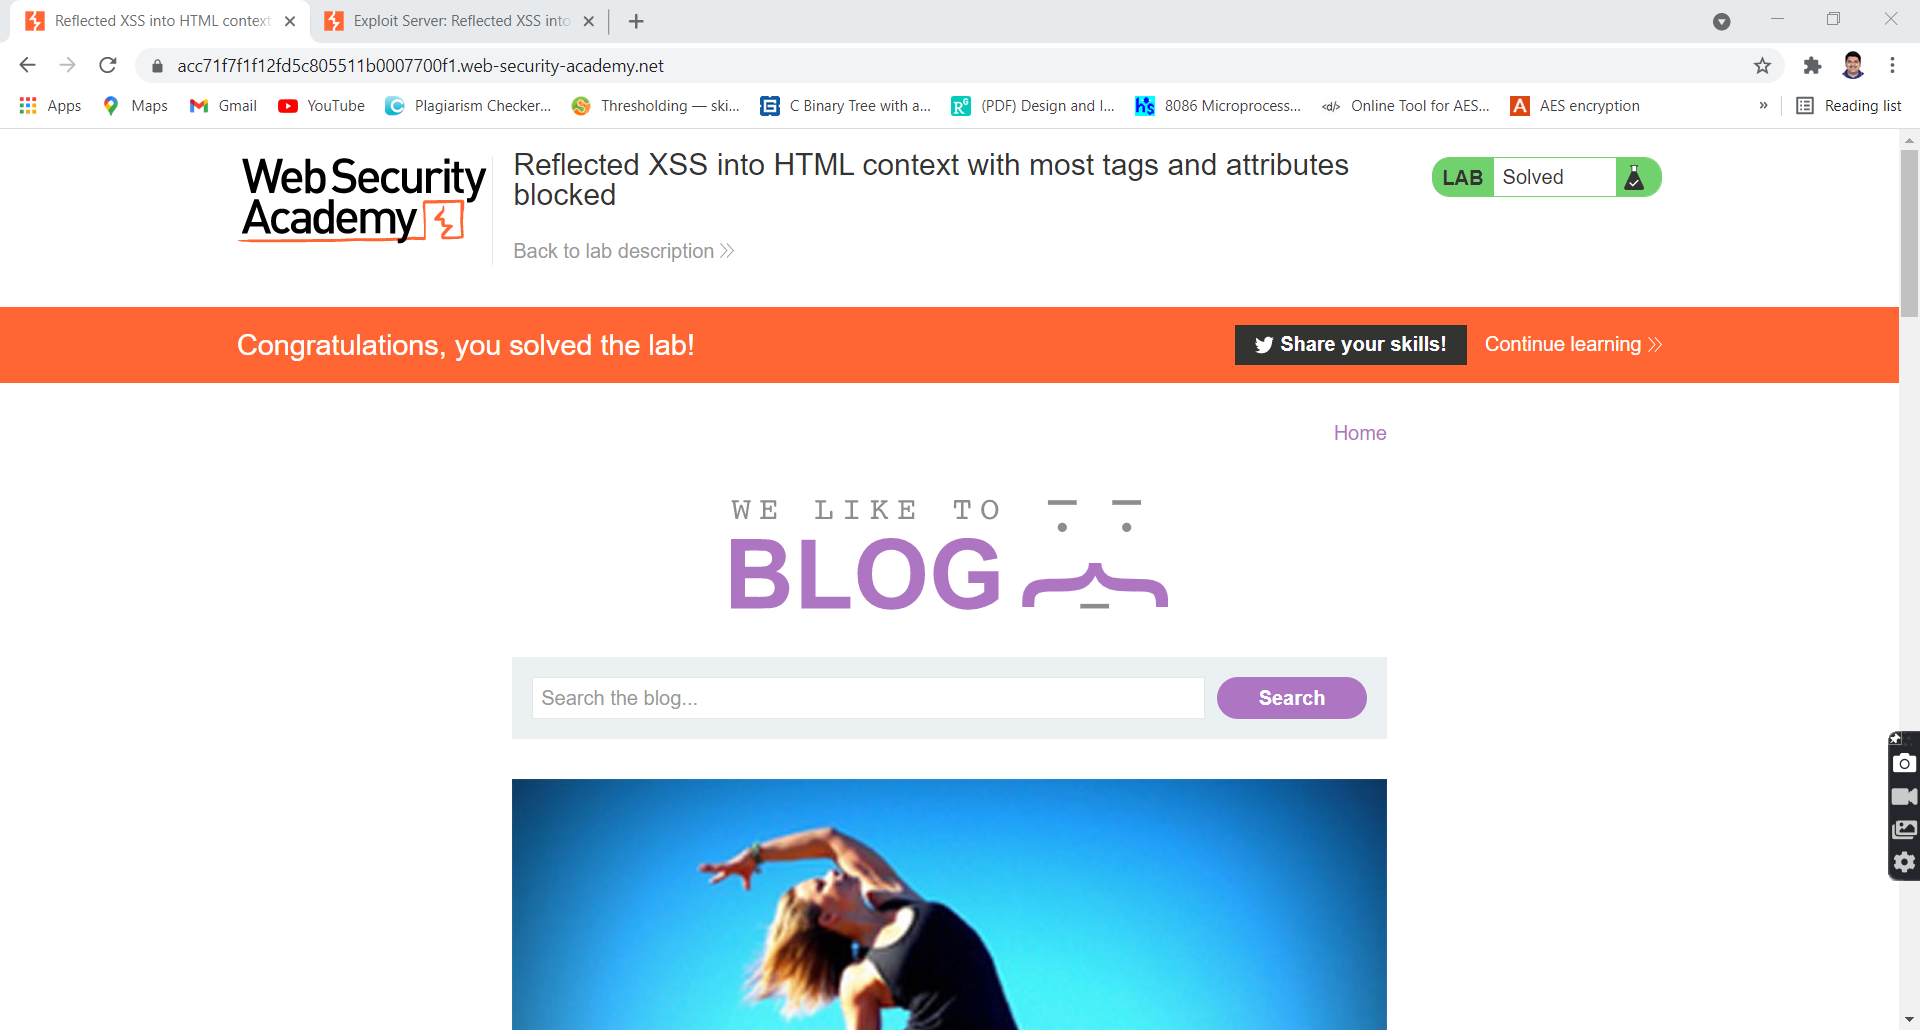 Reflected XSS into HTML context
Exploit Server: Reflected XSS into
acc71f7f1f12fd5c805511b0007700f1.web-security-academy.net
Apps Maps Gmail YouTube Plagiarism Checker... Thresholding — ski... C Binary Tree with a... (PDF) Design and I... 8086 Microprocess... Online Tool for AES... AES encryption » Reading list
Web Security
Academy
Reflected XSS into HTML context with most tags and attributes
blocked
Back to lab description
LAB Solved
Congratulations, you solved the lab!
Share your skills!
Continue learning
Home
WE LIKE TO
BLOG
Search the blog...
Search